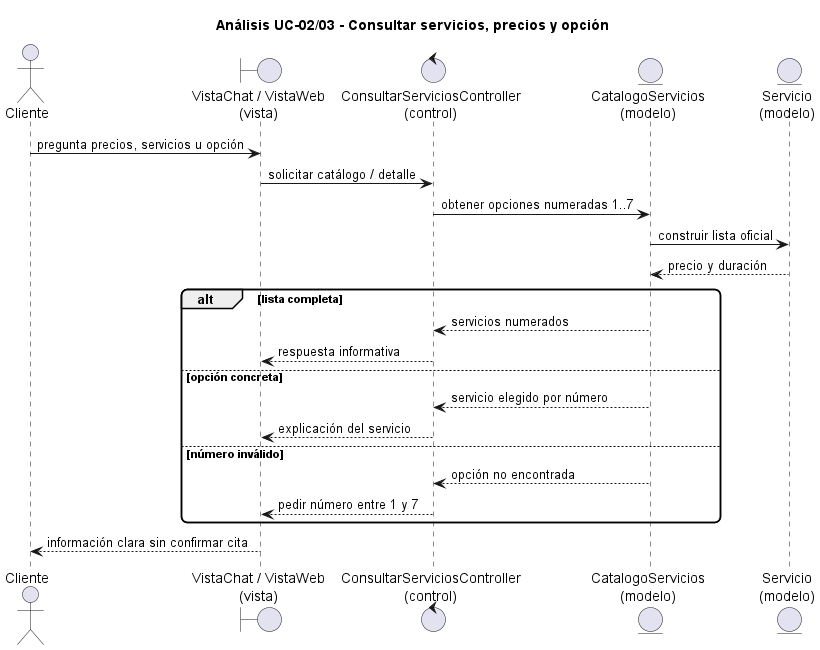 Análisis UC-02/03 - Consultar servicios, precios y opción
Cliente
VistaChat / VistaWeb
(vista)
ConsultarServiciosController
(control)
CatalogoServicios
(modelo)
Servicio
(modelo)
pregunta precios, servicios u opción
solicitar catálogo / detalle
obtener opciones numeradas 1..7
construir lista oficial
precio y duración
alt [lista completa]
servicios numerados
respuesta informativa
[opción concreta]
servicio elegido por número
explicación del servicio
[número inválido]
opción no encontrada
pedir número entre 1 y 7
información clara sin confirmar cita
Cliente
VistaChat / VistaWeb
(vista)
ConsultarServiciosController
(control)
CatalogoServicios
(modelo)
Servicio
(modelo)